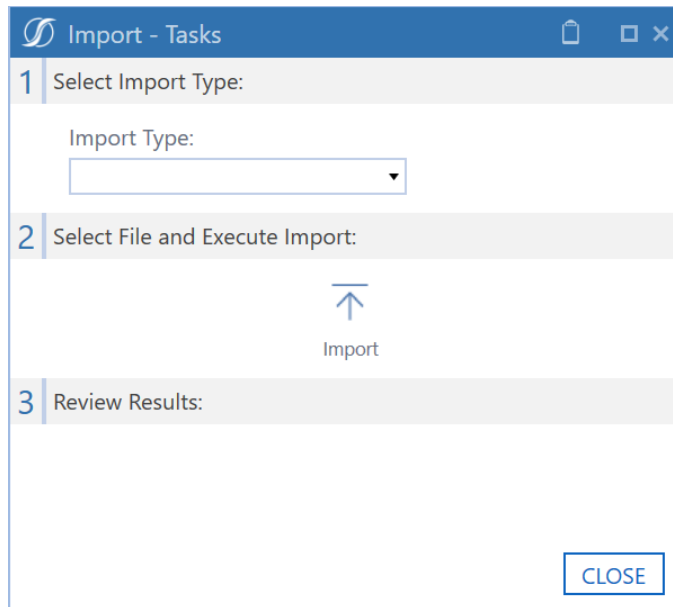 Import - Tasks
1 Select Import Type:
Import Type:
2 Select File and Execute Import:
Import
3 Review Results:
CLOSE